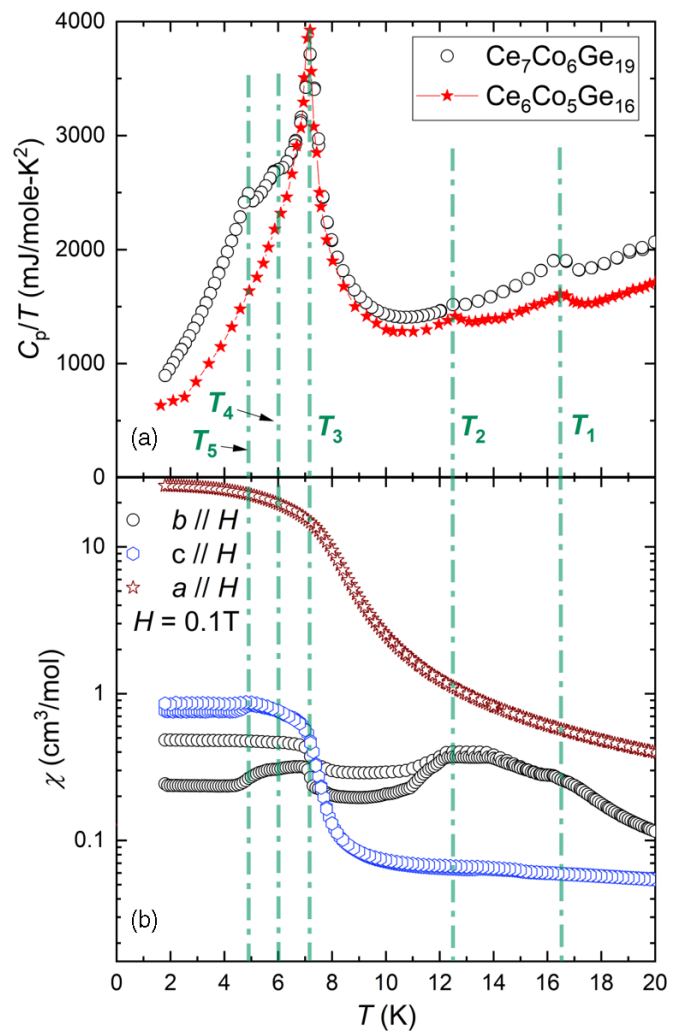 4000
3000
2000
1000
0
C_p/T (mJ/mole-K²)
Ce₇Co₆Ge₁₉
Ce₆Co₅Ge₁₆
T₄
T₅
T₃
T₂
T₁
(a)
10
1
0.1
χ (cm³/mol)
b // H
c // H
a // H
H = 0.1T
(b)
0 2 4 6 8 10 12 14 16 18 20
T (K)